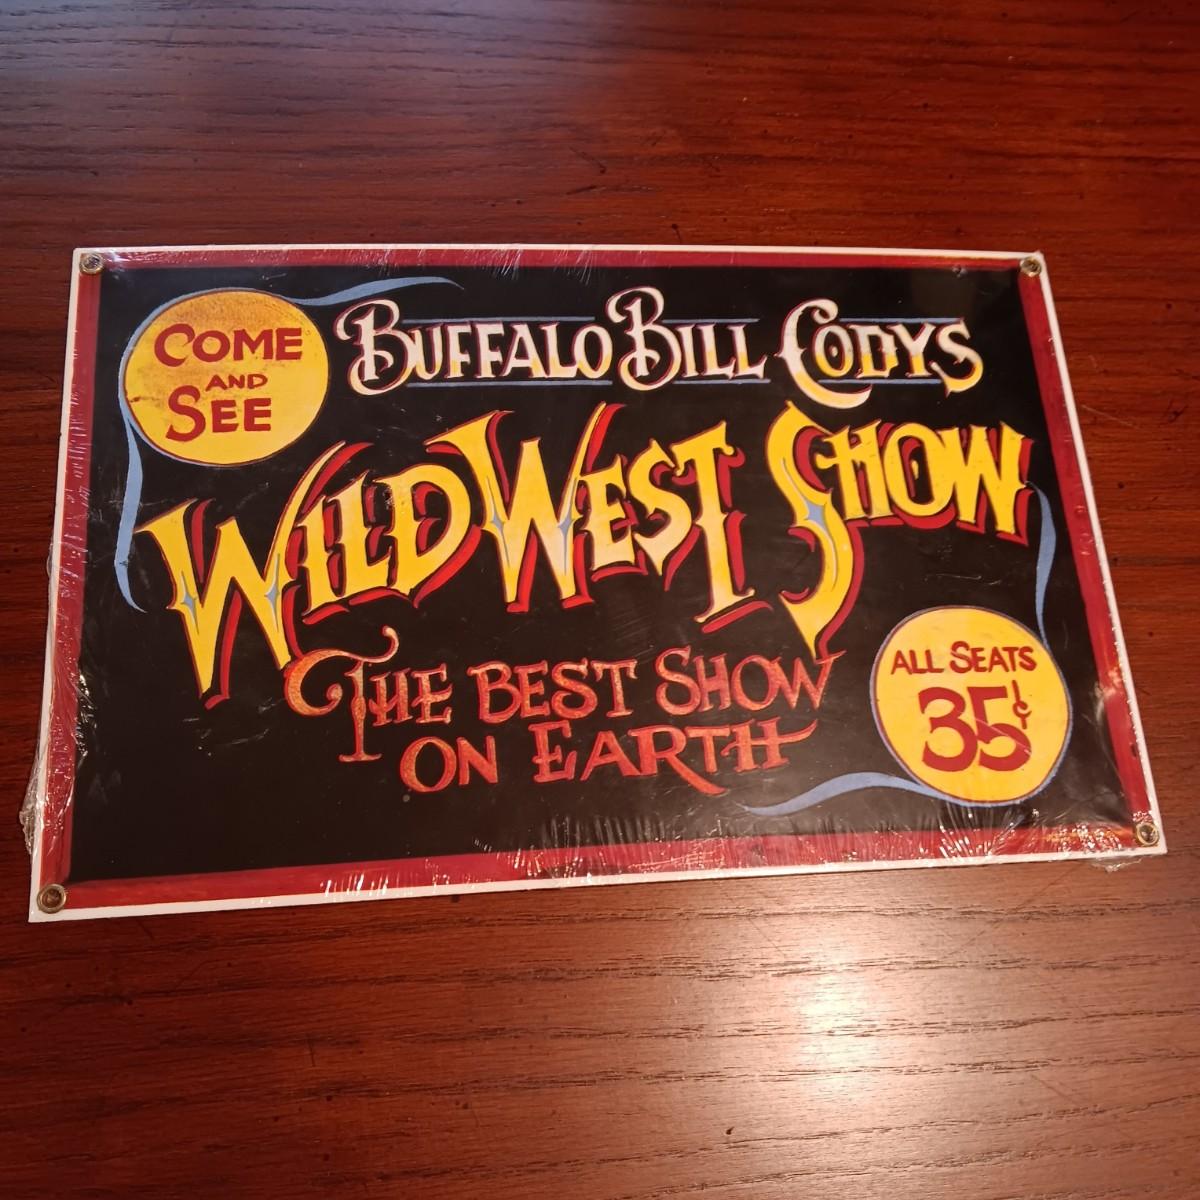 COME
AND
SEE
BUFFALO BILL CODYS
WILD WEST SHOW
THE BEST SHOW
ON EARTH
ALL SEATS
35¢